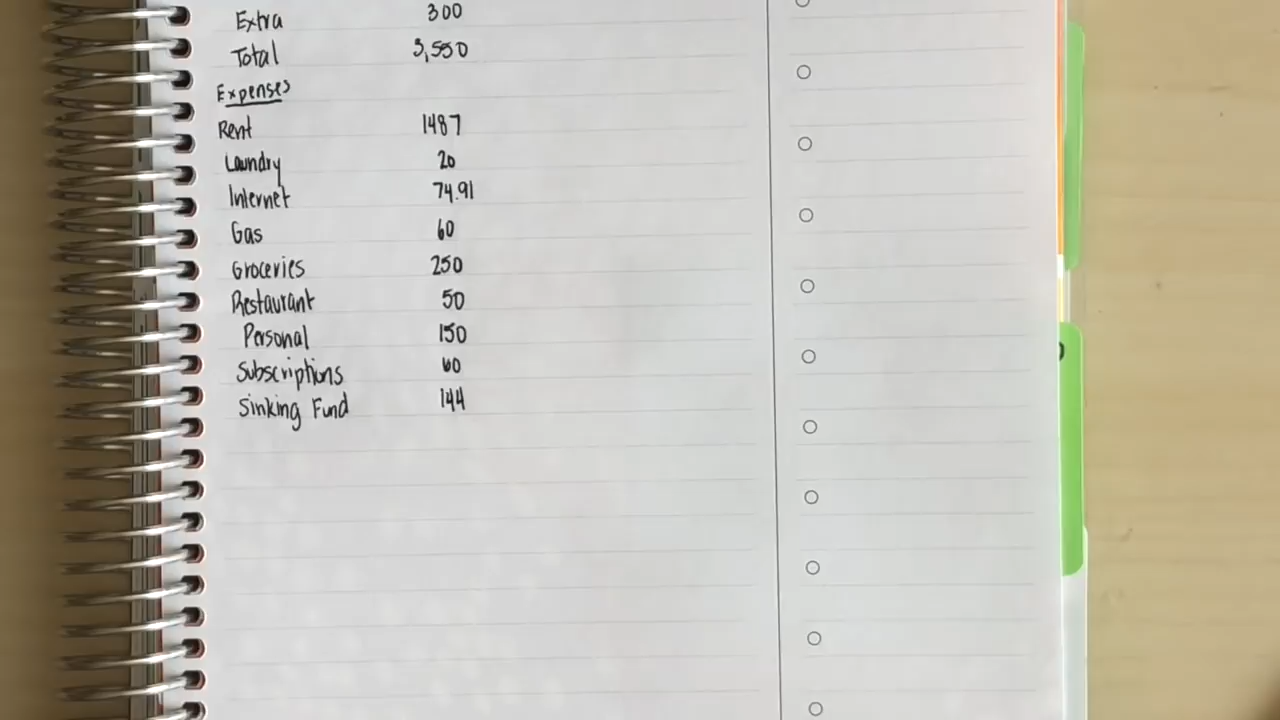 Extra 300
Total 3,550
Expenses
Rent 1487
Laundry 20
Internet 74.91
Gas 60
Groceries 250
Restaurant 50
Personal 150
Subscriptions 60
Sinking Fund 144